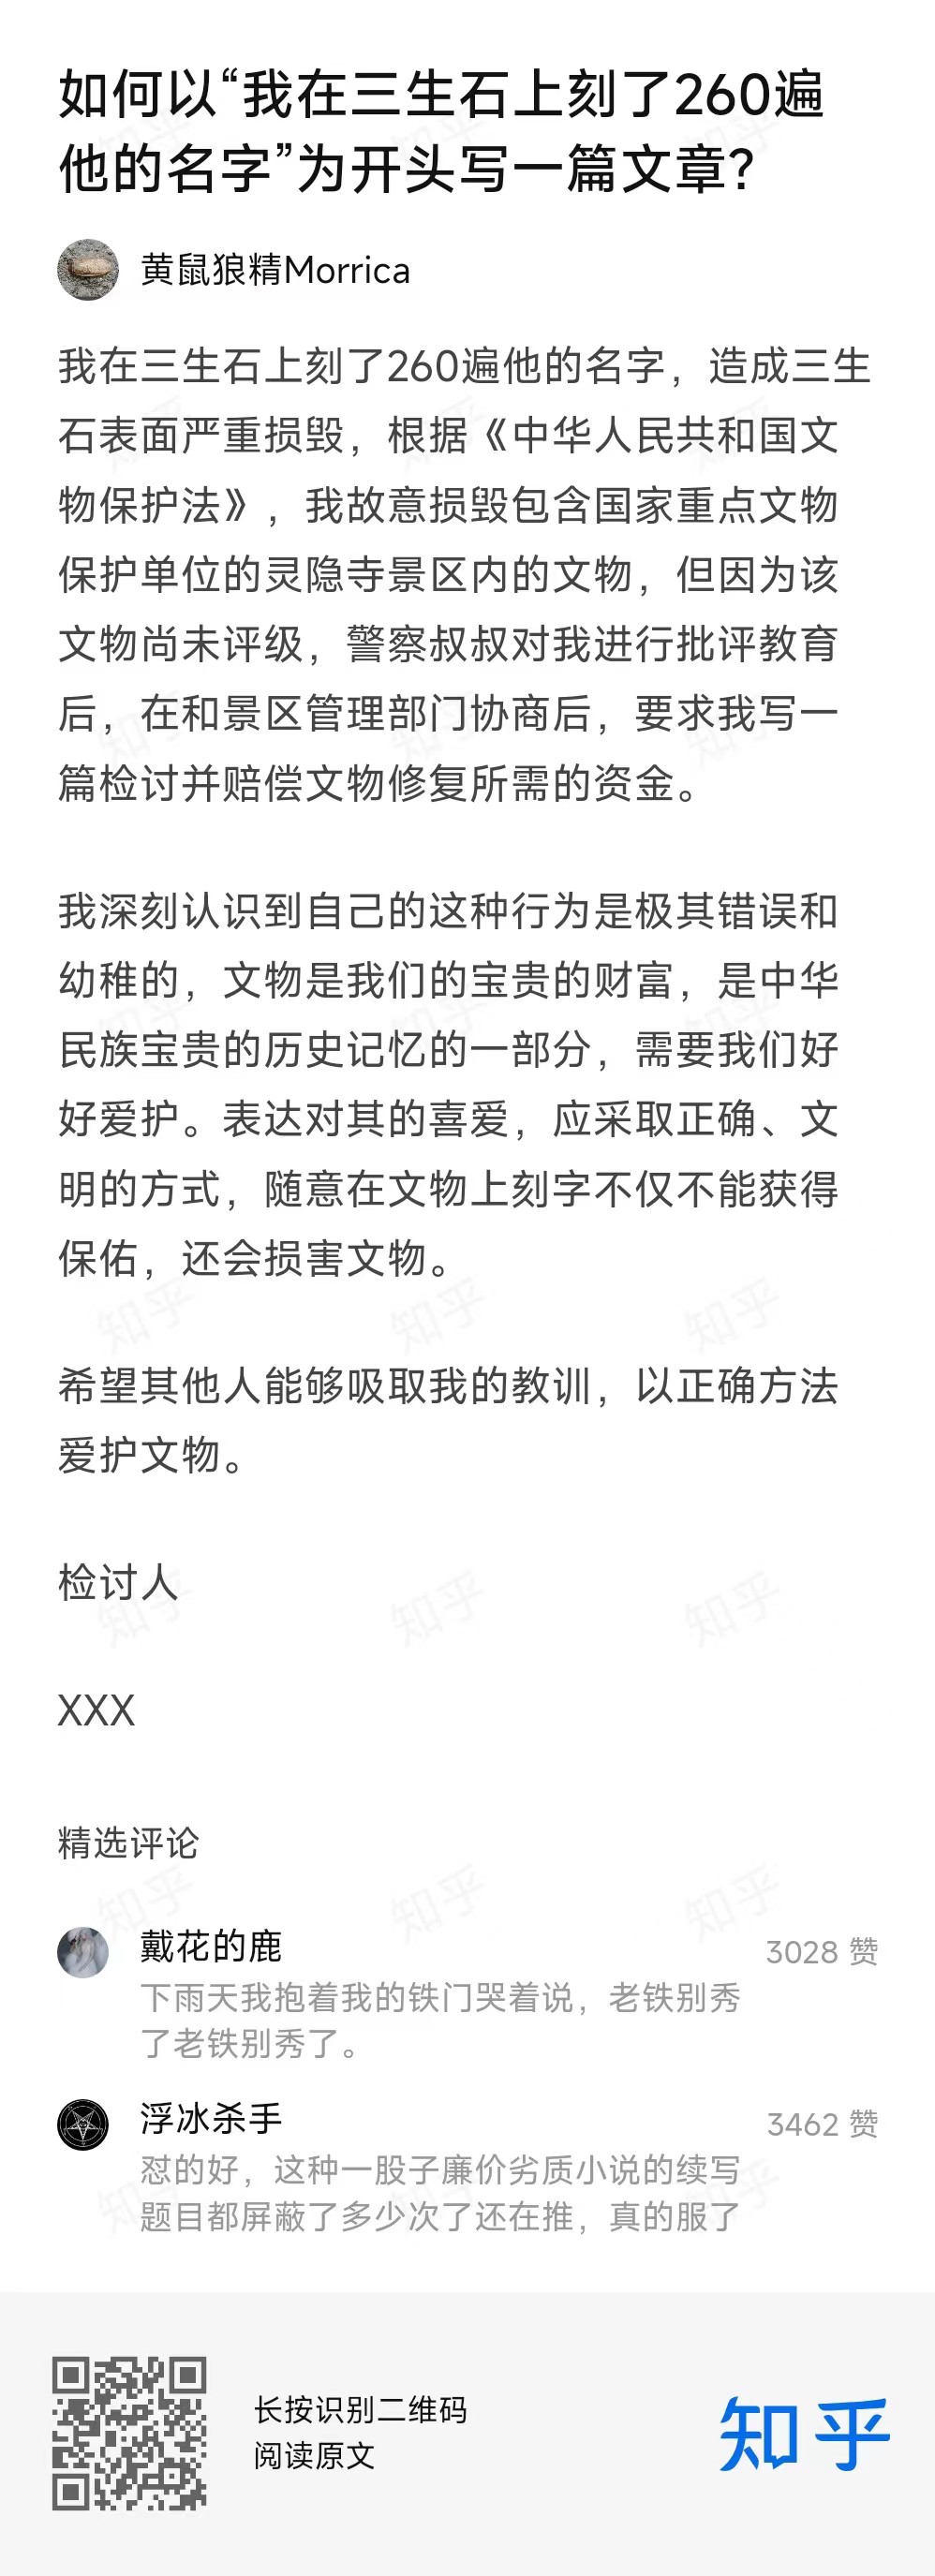 如何以“我在三生石上刻了260遍
他的名字”为开头写一篇文章？
黄鼠狼精Morrica
我在三生石上刻了260遍他的名字，造成三生
石表面严重损毁，根据《中华人民共和国文
物保护法》，我故意损毁包含国家重点文物
保护单位的灵隐寺景区内的文物，但因为该
文物尚未评级，警察叔叔对我进行批评教育
后，在和景区管理部门协商后，要求我写一
篇检讨并赔偿文物修复所需的资金。
我深刻认识到自己的这种行为是极其错误和
幼稚的，文物是我们的宝贵的财富，是中华
民族宝贵的历史记忆的一部分，需要我们好
好爱护。表达对其的喜爱，应采取正确、文
明的方式，随意在文物上刻字不仅不能获得
保佑，还会损害文物。
希望其他人能够吸取我的教训，以正确方法
爱护文物。
检讨人
XXX
精选评论
戴花的鹿
3028 赞
下雨天我抱着我的铁门哭着说，老铁别秀
了老铁别秀了。
浮冰杀手
3462 赞
怼的好，这种一股子廉价劣质小说的续写
题目都屏蔽了多少次了还在推，真的服了
长按识别二维码
阅读原文
知乎